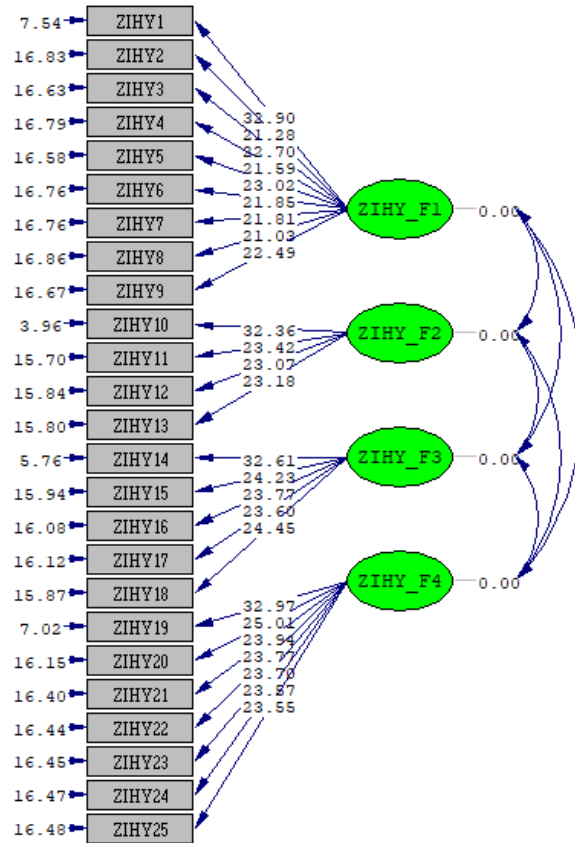 7.54 ZIHY1
16.83 ZIHY2
16.63 ZIHY3
16.79 ZIHY4
16.58 ZIHY5
16.76 ZIHY6
16.76 ZIHY7
16.86 ZIHY8
16.67 ZIHY9
3.96 ZIHY10
15.70 ZIHY11
15.84 ZIHY12
15.80 ZIHY13
5.76 ZIHY14
15.94 ZIHY15
16.08 ZIHY16
16.12 ZIHY17
15.87 ZIHY18
7.02 ZIHY19
16.15 ZIHY20
16.40 ZIHY21
16.44 ZIHY22
16.45 ZIHY23
16.47 ZIHY24
16.48 ZIHY25
32.90
21.28
22.70
21.59
23.02
21.85
21.81
21.03
22.49
32.36
23.42
23.07
23.18
32.61
24.23
23.77
23.60
24.45
32.97
25.01
23.94
23.77
23.70
23.57
23.55
ZIHY_F1 0.00
ZIHY_F2 0.00
ZIHY_F3 0.00
ZIHY_F4 0.00